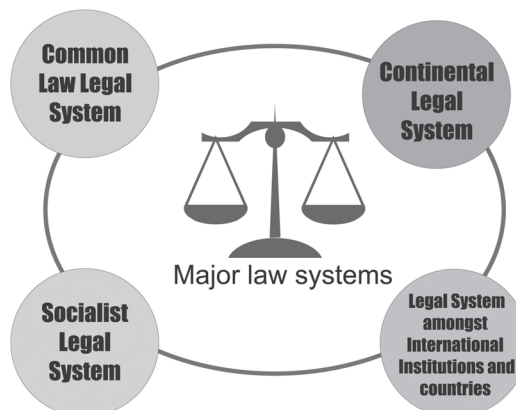 Common
Law Legal
System
Continental
Legal
System
Major law systems
Socialist
Legal
System
Legal System
amongst
International
Institutions and
countries